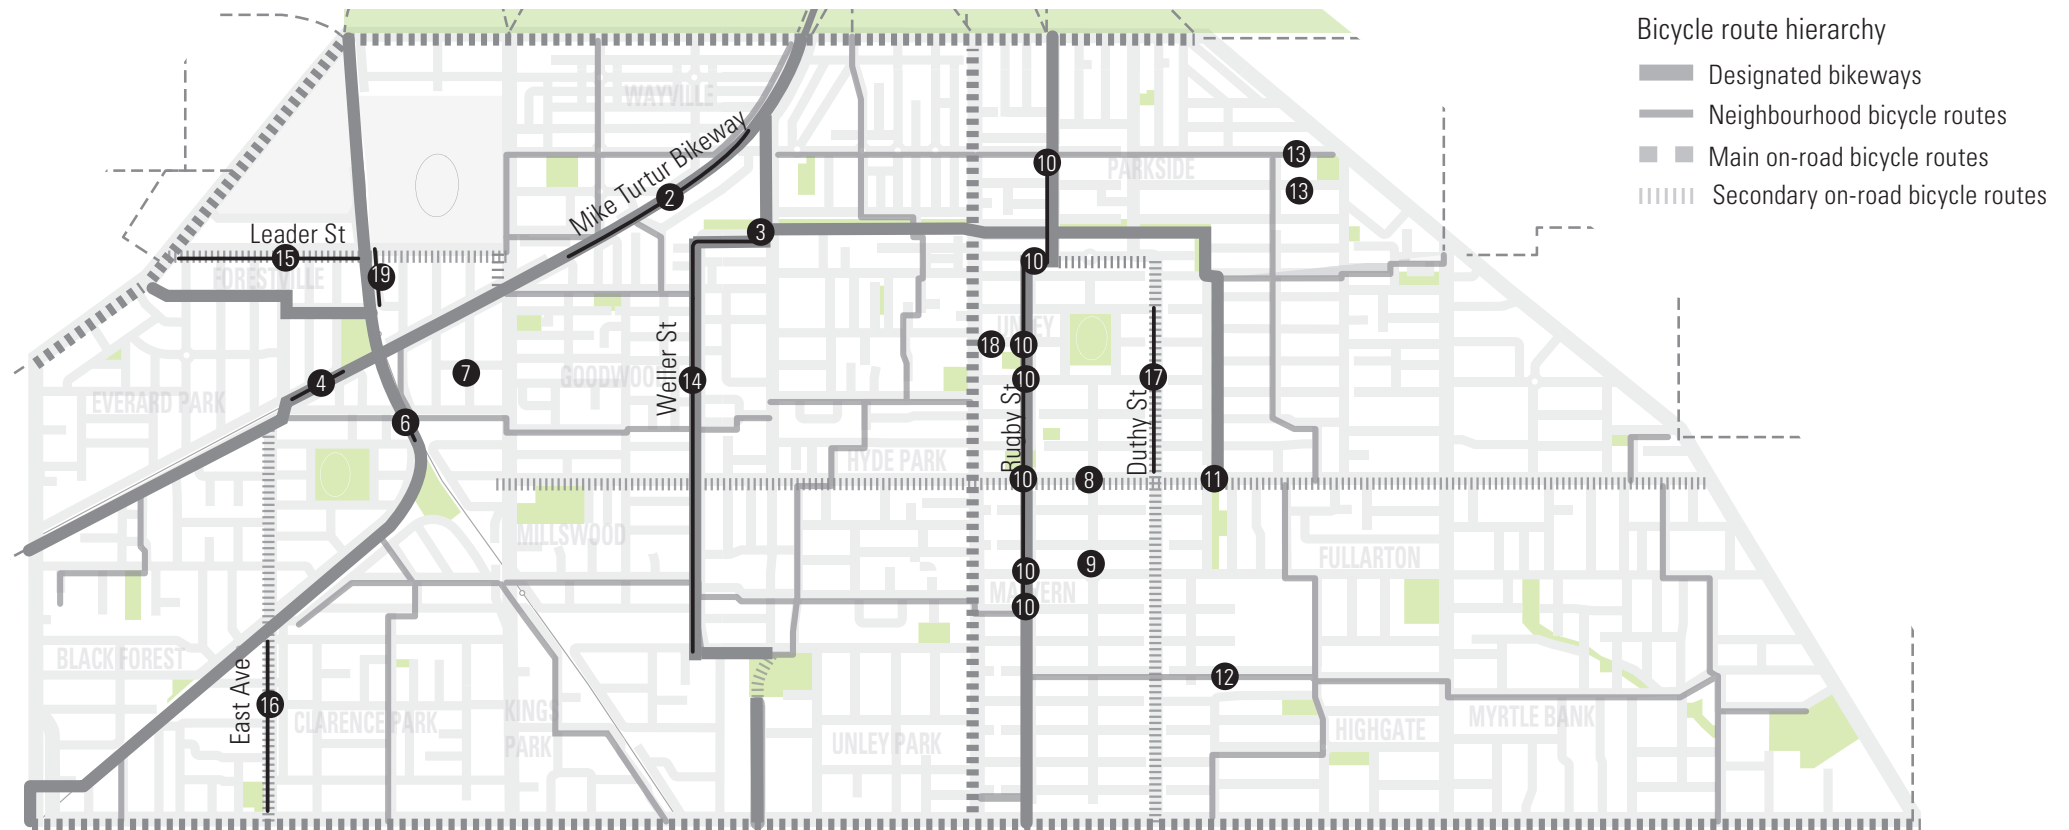 Bicycle route hierarchy
Designated bikeways
Neighbourhood bicycle routes
Main on-road bicycle routes
Secondary on-road bicycle routes
WAYVILLE
Mike Turtur Bikeway
2
10
PARKSIDE
13
13
3
Leader St
15
19
FORESTVILLE
10
UNLEY
18
10
Weller St
4
7
GOODWOOD
14
10
17
EVERARD PARK
Rugby St
Duthy St
6
HYDE PARK
10
8
11
MILLSWOOD
FULLARTON
9
10
MALVERN
10
BLACK FOREST
East Ave
16
12
CLARENCE PARK
KINGS
PARK
UNLEY PARK
HIGHGATE
MYRTLE BANK